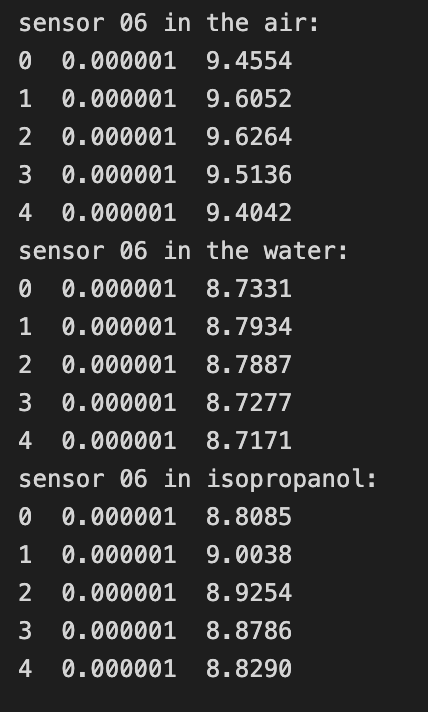 sensor 06 in the air:
0  0.000001  9.4554
1  0.000001  9.6052
2  0.000001  9.6264
3  0.000001  9.5136
4  0.000001  9.4042
sensor 06 in the water:
0  0.000001  8.7331
1  0.000001  8.7934
2  0.000001  8.7887
3  0.000001  8.7277
4  0.000001  8.7171
sensor 06 in isopropanol:
0  0.000001  8.8085
1  0.000001  9.0038
2  0.000001  8.9254
3  0.000001  8.8786
4  0.000001  8.8290